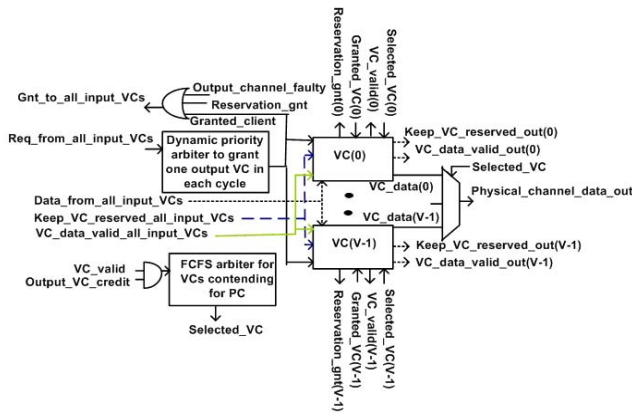 Reservation_gnt(0)
Granted_VC(0)
VC_valid(0)
Selected_VC(0)
Output_channel_faulty
Gnt_to_all_input_VCs
Reservation_gnt
Granted_client
Req_from_all_input_VCs
Dynamic priority
arbiter to grant
one output VC in
each cycle
VC(0)
Keep_VC_reserved_out(0)
VC_data_valid_out(0)
Selected_VC
VC_data(0)
Physical_channel_data_out
Data_from_all_input_VCs
Keep_VC_reserved_all_input_VCs
VC_data_valid_all_input_VCs
VC_data(V-1)
VC(V-1)
Keep_VC_reserved_out(V-1)
VC_data_valid_out(V-1)
VC_valid
Output_VC_credit
FCFS arbiter for
VCs contending
for PC
Selected_VC
Reservation_gnt(0)
Granted_VC(V-1)
VC_valid(V-1)
Selected_VC(V-1)